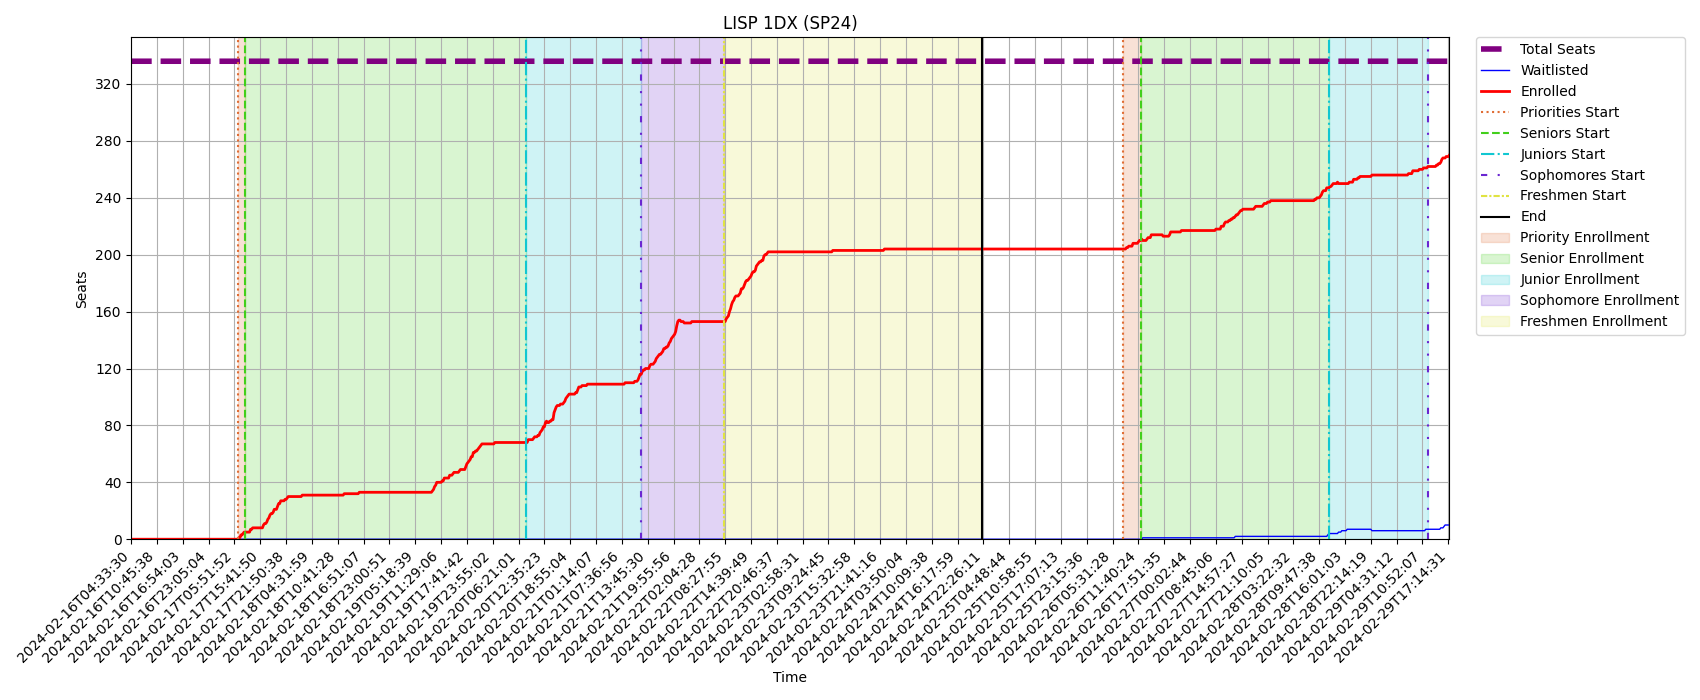 LISP 1DX (SP24)
Total Seats
Waitlisted
Enrolled
Priorities Start
Seniors Start
Juniors Start
Sophomores Start
Freshmen Start
End
Priority Enrollment
Senior Enrollment
Junior Enrollment
Sophomore Enrollment
Freshmen Enrollment
Seats
320
280
240
200
160
120
80
40
0
2024-02-16T04:33:30
2024-02-16T10:45:38
2024-02-16T16:54:03
2024-02-16T23:05:04
2024-02-17T05:51:52
2024-02-17T15:41:50
2024-02-17T21:50:38
2024-02-18T04:31:59
2024-02-18T10:41:28
2024-02-18T16:51:07
2024-02-18T23:00:51
2024-02-19T05:18:39
2024-02-19T11:29:06
2024-02-19T17:41:42
2024-02-19T23:55:02
2024-02-20T06:21:01
2024-02-20T12:35:23
2024-02-20T18:55:04
2024-02-21T01:14:07
2024-02-21T07:36:56
2024-02-21T13:45:30
2024-02-21T19:55:56
2024-02-22T02:04:28
2024-02-22T08:27:55
2024-02-22T14:39:49
2024-02-22T20:46:37
2024-02-23T02:58:31
2024-02-23T09:24:45
2024-02-23T15:32:58
2024-02-23T21:41:16
2024-02-24T03:50:04
2024-02-24T10:09:38
2024-02-24T16:17:59
2024-02-24T22:26:11
2024-02-25T04:48:44
2024-02-25T10:58:55
2024-02-25T17:07:13
2024-02-25T23:15:36
2024-02-26T05:31:28
2024-02-26T11:40:24
2024-02-26T17:51:35
2024-02-27T00:02:44
2024-02-27T08:45:06
2024-02-27T14:57:27
2024-02-27T21:10:05
2024-02-28T03:22:32
2024-02-28T09:47:38
2024-02-28T16:01:03
2024-02-28T22:14:19
2024-02-29T04:31:12
2024-02-29T10:52:07
2024-02-29T17:14:31
Time